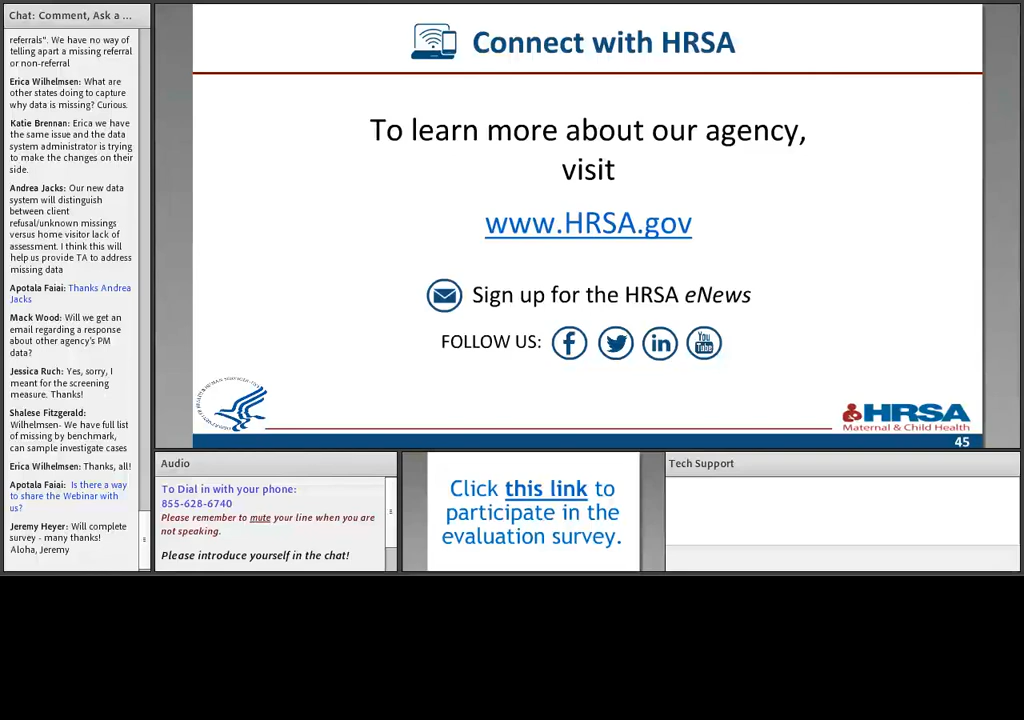 Chat: Comment, Ask a ...
referrals". We have no way of
telling apart a missing referral
or non-referral
Erica Wilhelmsen: What are
other states doing to capture
why data is missing? Curious.
Katie Brennan: Erica we have
the same issue and the data
system administrator is trying
to make the changes on their
side.
Andrea Jacks: Our new data
system will distinguish
between client
refusal/unknown missings
versus home visitor lack of
assessment. I think this will
help us provide TA to address
missing data
Apotala Faiai: Thanks Andrea
Jacks
Mack Wood: Will we get an
email regarding a response
about other agency's PM
data?
Jessica Ruch: Yes, sorry, I
meant for the screening
measure. Thanks!
Shalese Fitzgerald:
Wilhelmsen- We have full list
of missing by benchmark,
can sample investigate cases
Erica Wilhelmsen: Thanks, all!
Apotala Faiai: Is there a way
to share the Webinar with
us?
Jeremy Heyer: Will complete
survey - many thanks!
Aloha, Jeremy
Connect with HRSA
To learn more about our agency,
visit
www.HRSA.gov
Sign up for the HRSA eNews
FOLLOW US:
You
Tube
HRSA
Maternal & Child Health
45
Audio
To Dial in with your phone:
855-628-6740
Please remember to mute your line when you are
not speaking.
Please introduce yourself in the chat!
Click this link to
participate in the
evaluation survey.
Tech Support